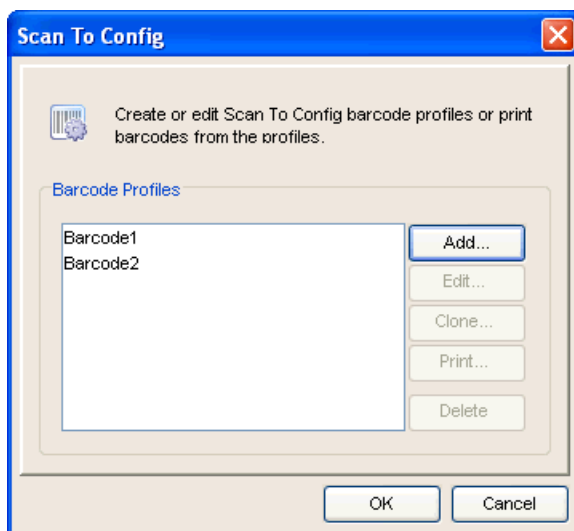 Scan To Config
Create or edit Scan To Config barcode profiles or print
barcodes from the profiles.
Barcode Profiles
Barcode1
Barcode2
Add...
Edit...
Clone...
Print...
Delete
OK
Cancel